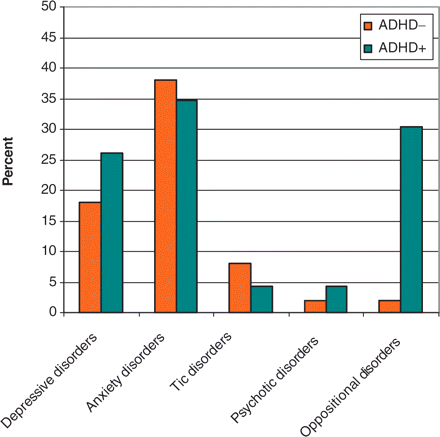 50
45
40
35
30
25
20
15
10
5
0
Percent
ADHD−
ADHD+
Depressive disorders
Anxiety disorders
Tic disorders
Psychotic disorders
Oppositional disorders